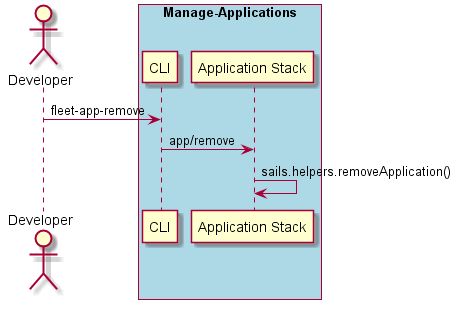 Manage-Applications
Developer
CLI
Application Stack
fleet-app-remove
app/remove
sails.helpers.removeApplication()
Developer
CLI
Application Stack